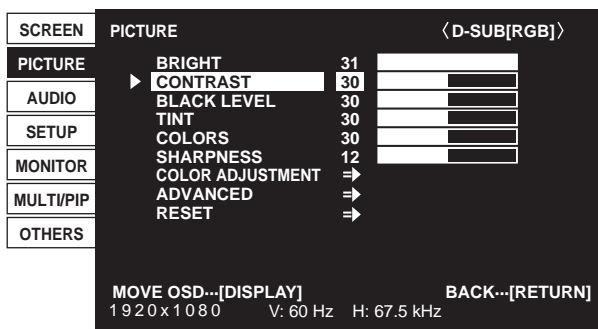 SCREEN
PICTURE
AUDIO
SETUP
MONITOR
MULTI/PIP
OTHERS
PICTURE 〈D-SUB[RGB]〉
BRIGHT 31
CONTRAST 30
BLACK LEVEL 30
TINT 30
COLORS 30
SHARPNESS 12
COLOR ADJUSTMENT
ADVANCED
RESET
MOVE OSD···[DISPLAY] BACK···[RETURN]
1920x1080 V: 60 Hz H: 67.5 kHz